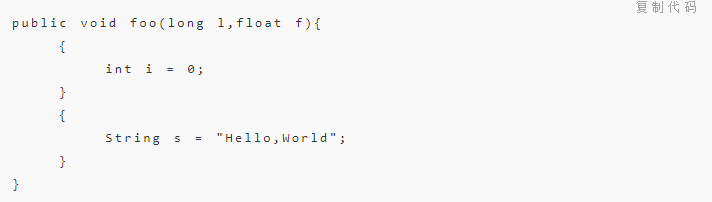 复制代码
public void foo(long l,float f){
{
int i = 0;
}
{
String s = "Hello,World";
}
}